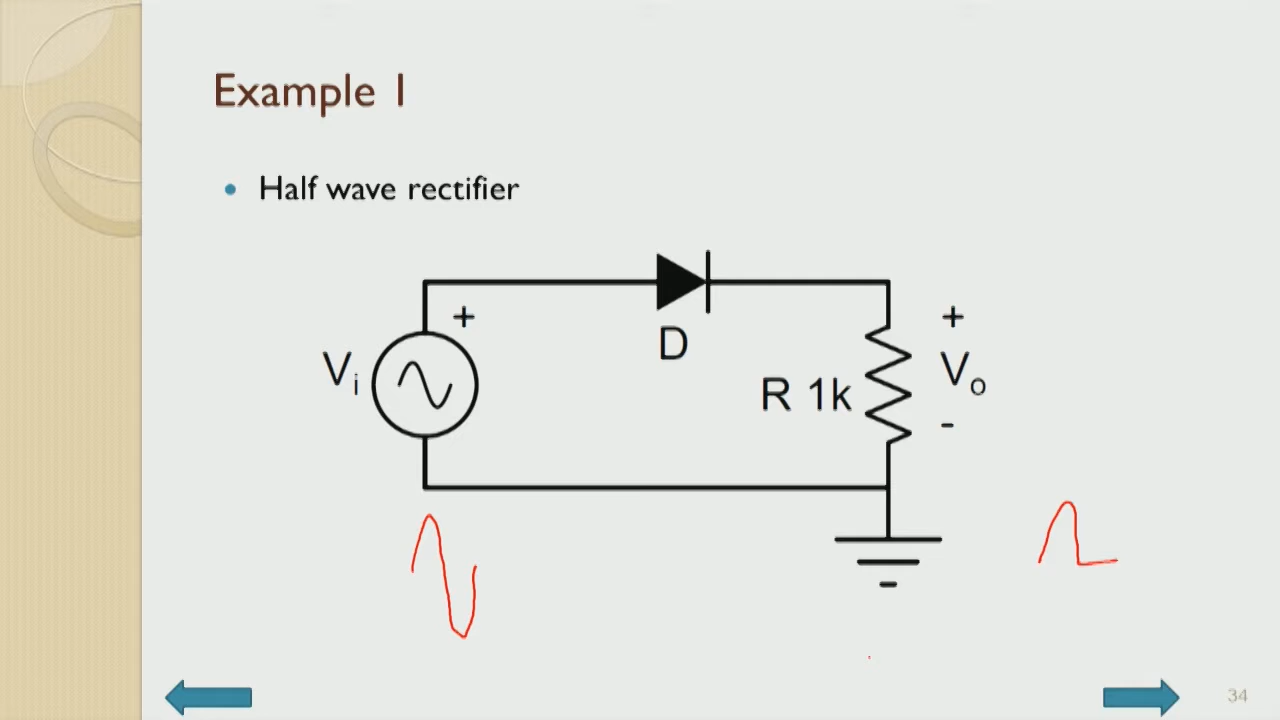 Example 1
• Half wave rectifier
+
D
+
Vi
R 1k
Vo
-
34